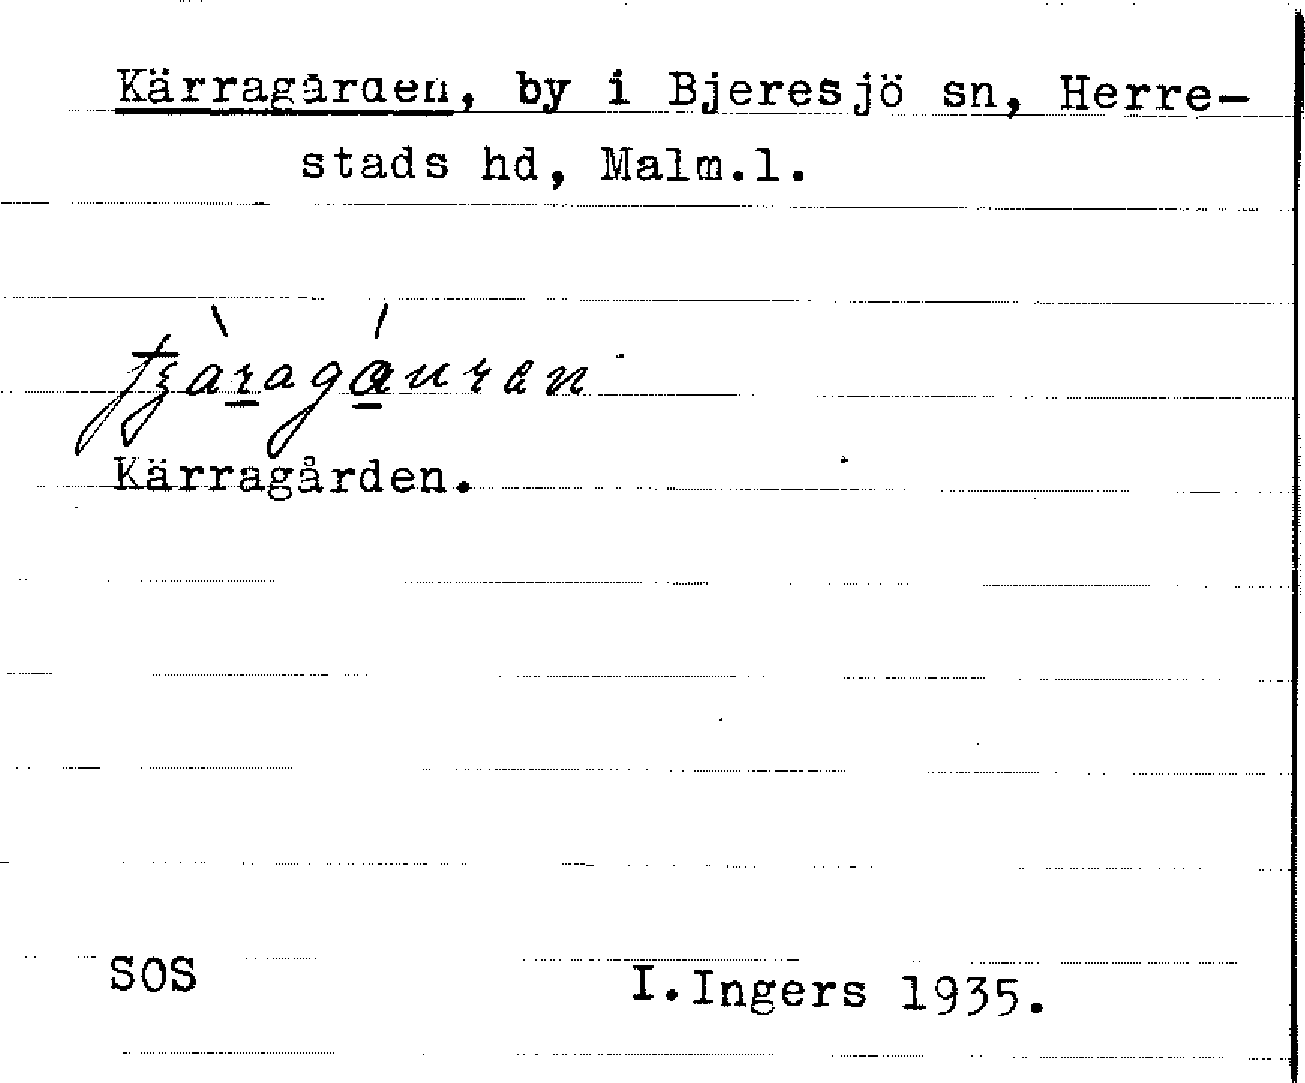 Kärragården, by i Bjeresjö sn, Herre-
stads hd, Malm.l.
Kärragården.
SOS
I.Ingers 1935.